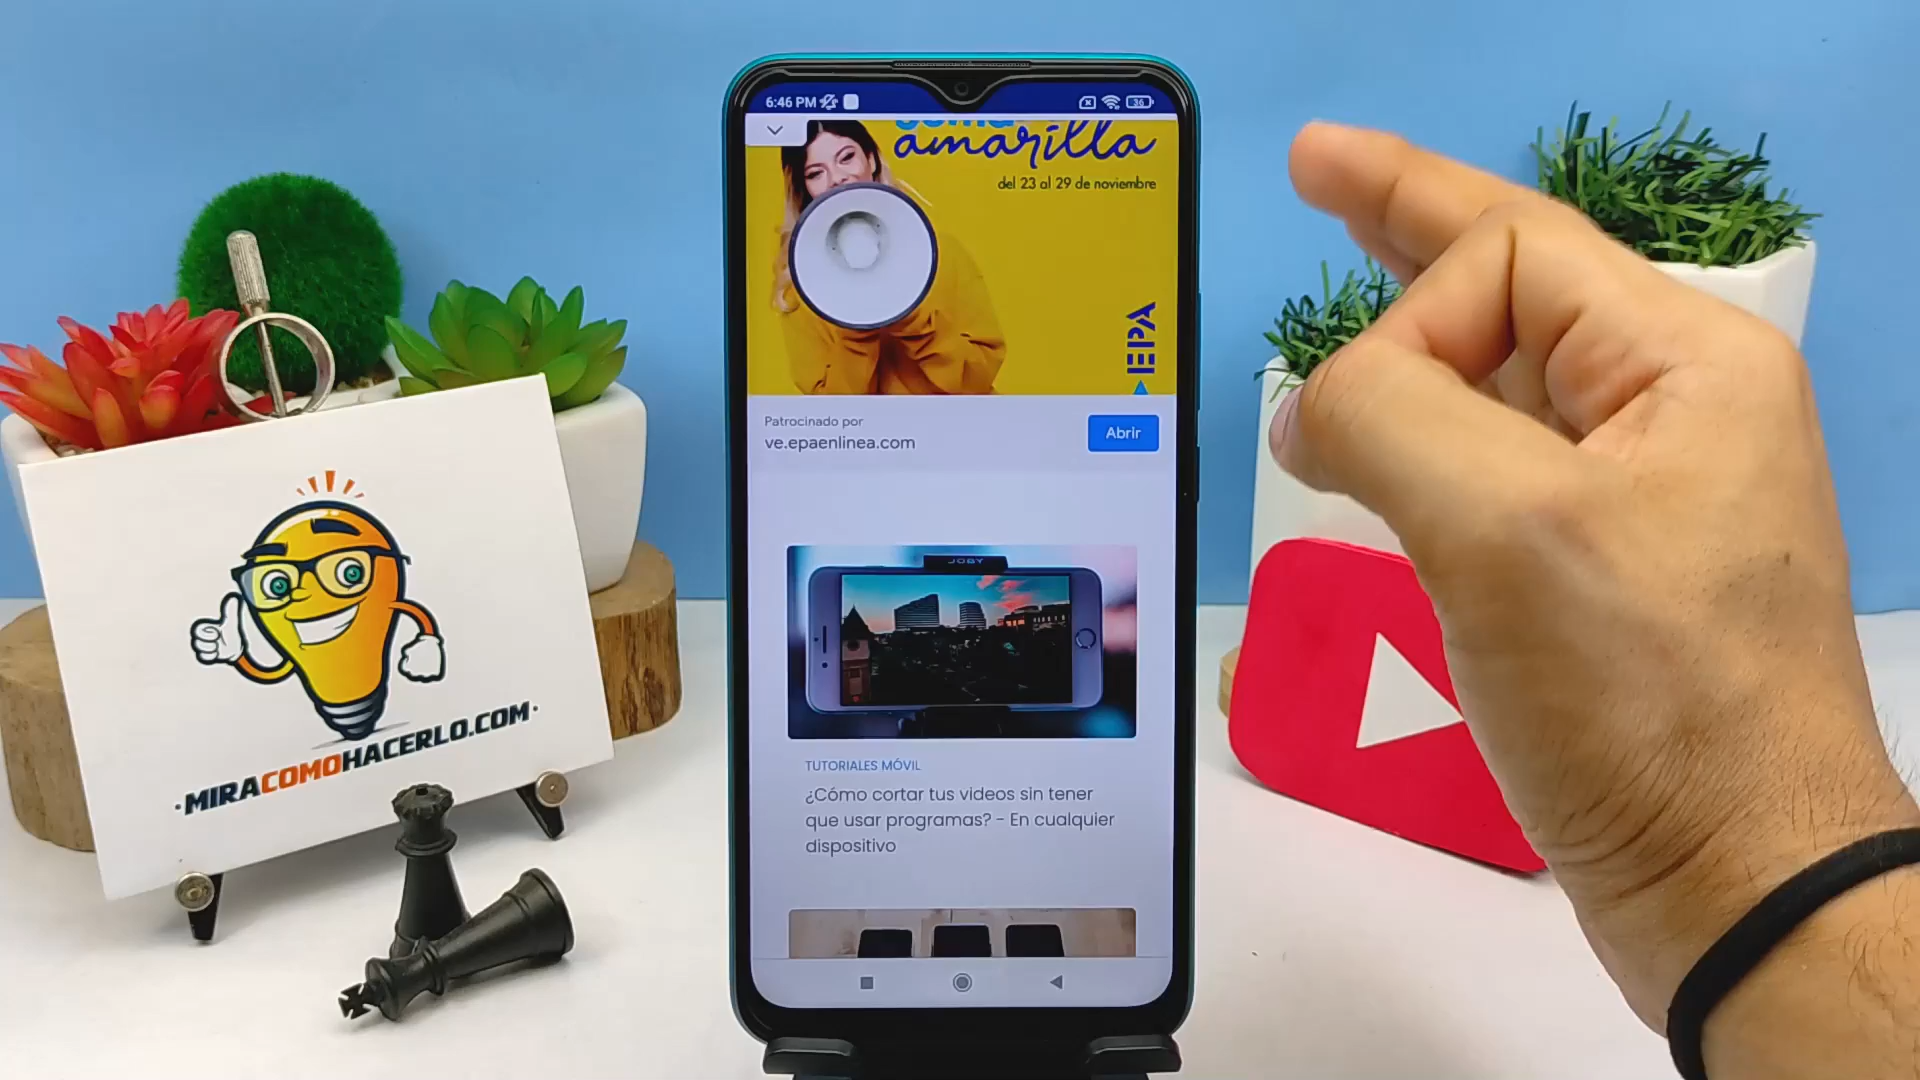 6:46 PM
36
amarilla
del 23 al 29 de noviembre
EPA
Patrocinado por
ve.epaenlinea.com
Abrir
JOBY
TUTORIALES MÓVIL
¿Cómo cortar tus videos sin tener
que usar programas? - En cualquier
dispositivo
·MIRACOMOHACERLO.COM·